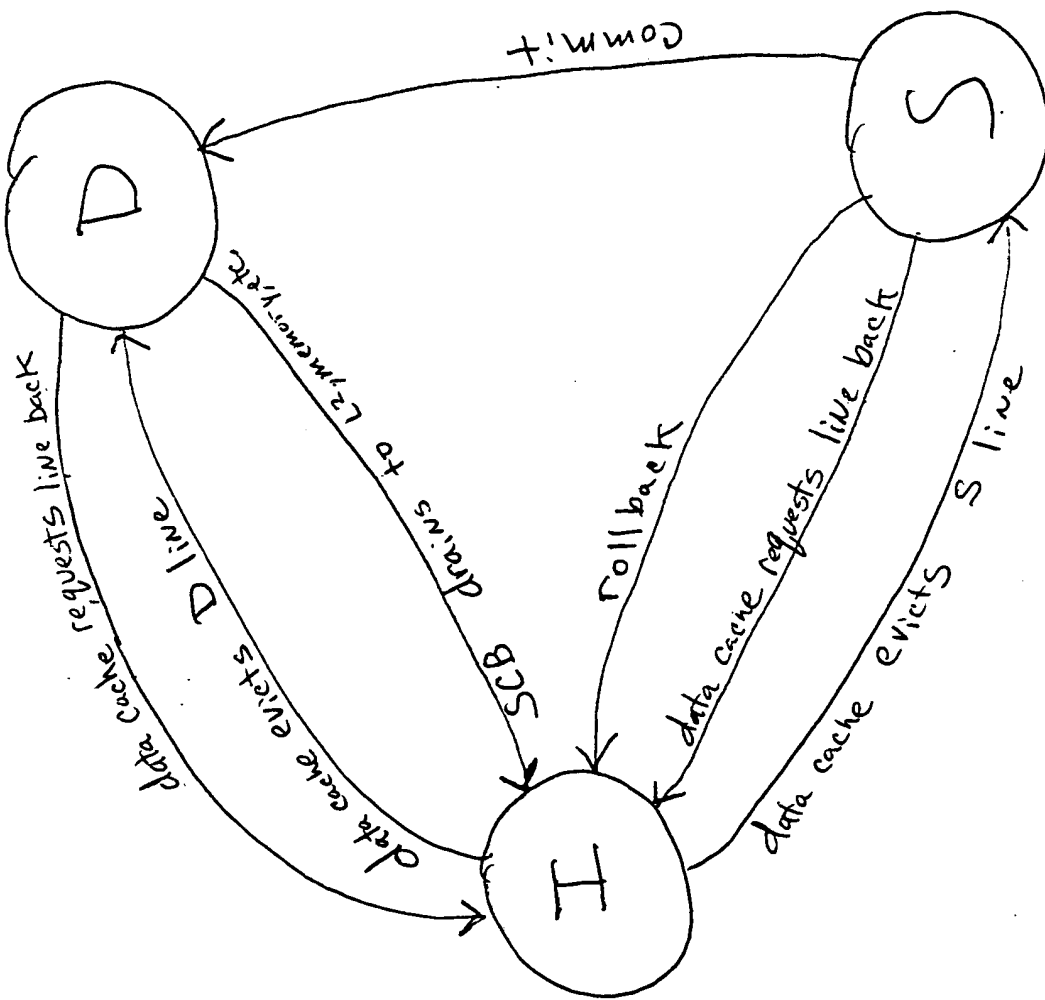 commit
S
D
data cache requests line back
data cache evicts D line
SCB drains to L2, memory, etc
rollback
data cache requests line back
data cache evicts S line
I